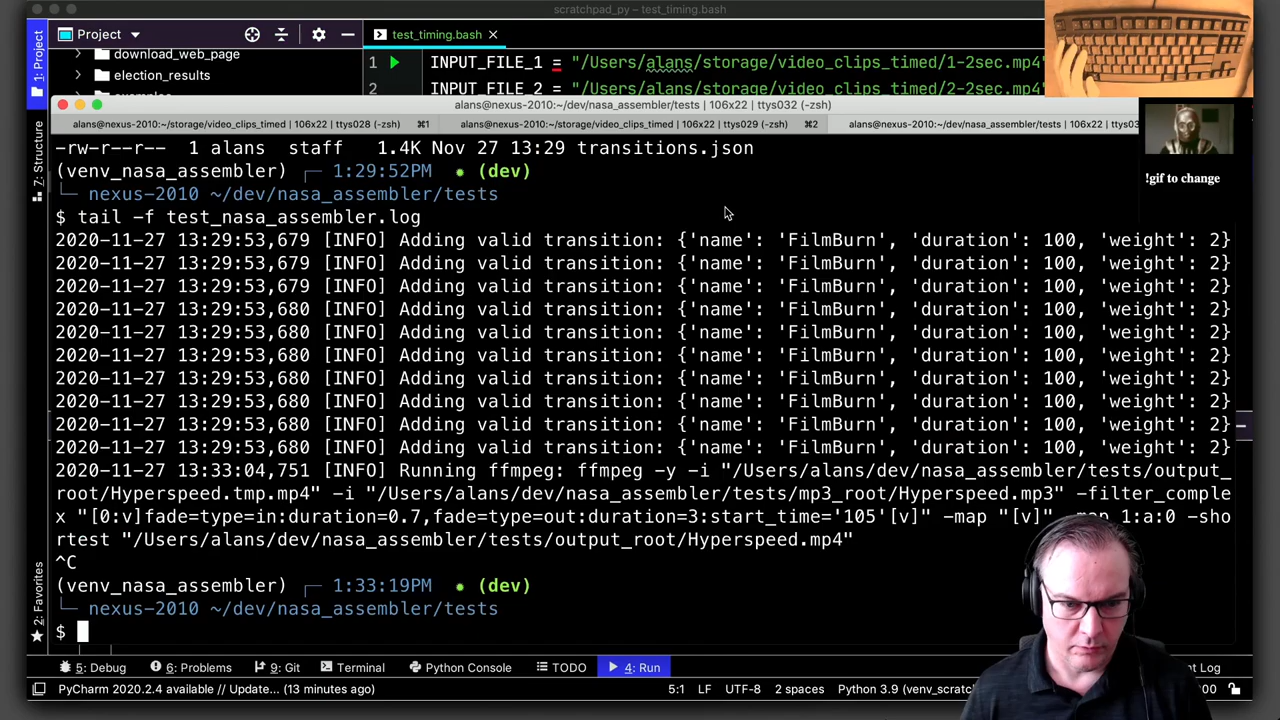 scratchpad_py – test_timing.bash
Project
test_timing.bash
1: Project
download_web_page
election_results
1
INPUT_FILE_1 = "/Users/alans/storage/video_clips_timed/1-2sec.mp4"
2
INPUT_FILE_2 = "/Users/alans/storage/video_clips_timed/2-2sec.mp4
alans@nexus-2010:~/dev/nasa_assembler/tests | 106x22 | ttys032 (-zsh)
alans@nexus-2010:~/storage/video_clips_timed | 106x22 | ttys028 (-zsh) ⌘1
alans@nexus-2010:~/storage/video_clips_timed | 106x22 | ttys029 (-zsh) ⌘2
alans@nexus-2010:~/dev/nasa_assembler/tests | 106x22 | ttys03
!gif to change
Z: Structure
2: Favorites
-rw-r--r-- 1 alans staff 1.4K Nov 27 13:29 transitions.json
(venv_nasa_assembler) ┌─ 1:29:52PM ● (dev)
└─ nexus-2010 ~/dev/nasa_assembler/tests
$ tail -f test_nasa_assembler.log
2020-11-27 13:29:53,679 [INFO] Adding valid transition: {'name': 'FilmBurn', 'duration': 100, 'weight': 2}
2020-11-27 13:29:53,679 [INFO] Adding valid transition: {'name': 'FilmBurn', 'duration': 100, 'weight': 2}
2020-11-27 13:29:53,679 [INFO] Adding valid transition: {'name': 'FilmBurn', 'duration': 100, 'weight': 2}
2020-11-27 13:29:53,680 [INFO] Adding valid transition: {'name': 'FilmBurn', 'duration': 100, 'weight': 2}
2020-11-27 13:29:53,680 [INFO] Adding valid transition: {'name': 'FilmBurn', 'duration': 100, 'weight': 2}
2020-11-27 13:29:53,680 [INFO] Adding valid transition: {'name': 'FilmBurn', 'duration': 100, 'weight': 2}
2020-11-27 13:29:53,680 [INFO] Adding valid transition: {'name': 'FilmBurn', 'duration': 100, 'weight': 2}
2020-11-27 13:29:53,680 [INFO] Adding valid transition: {'name': 'FilmBurn', 'duration': 100, 'weight': 2}
2020-11-27 13:29:53,680 [INFO] Adding valid transition: {'name': 'FilmBurn', 'duration': 100, 'weight': 2}
2020-11-27 13:29:53,680 [INFO] Adding valid transition: {'name': 'FilmBurn', 'duration': 100, 'weight': 2}
2020-11-27 13:33:04,751 [INFO] Running ffmpeg: ffmpeg -y -i "/Users/alans/dev/nasa_assembler/tests/output_
root/Hyperspeed.tmp.mp4" -i "/Users/alans/dev/nasa_assembler/tests/mp3_root/Hyperspeed.mp3" -filter_comple
x "[0:v]fade=type=in:duration=0.7,fade=type=out:duration=3:start_time='105'[v]" -map "[v]" -map 1:a:0 -sho
rtest "/Users/alans/dev/nasa_assembler/tests/output_root/Hyperspeed.mp4"
^C
(venv_nasa_assembler) ┌─ 1:33:19PM ● (dev)
└─ nexus-2010 ~/dev/nasa_assembler/tests
$
5: Debug
6: Problems
9: Git
Terminal
Python Console
TODO
4: Run
nt Log
PyCharm 2020.2.4 available // Update... (13 minutes ago)
5:1
LF
UTF-8
2 spaces
Python 3.9 (venv_scratc
00